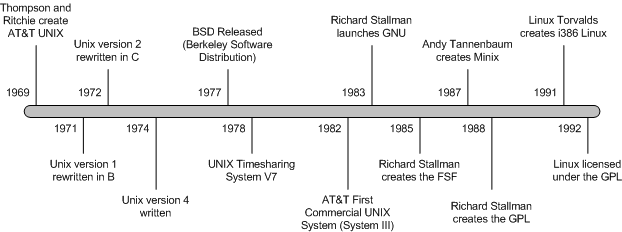 Thompson and
Ritchie create
AT&T UNIX
1969
Unix version 2
rewritten in C
1972
BSD Released
(Berkeley Software
Distribution)
1977
Richard Stallman
launches GNU
1983
Andy Tannenbaum
creates Minix
1987
Linux Torvalds
creates i386 Linux
1991
1971
Unix version 1
rewritten in B
1974
Unix version 4
written
1978
UNIX Timesharing
System V7
1982
AT&T First
Commercial UNIX
System (System III)
1985
Richard Stallman
creates the FSF
1988
Richard Stallman
creates the GPL
1992
Linux licensed
under the GPL